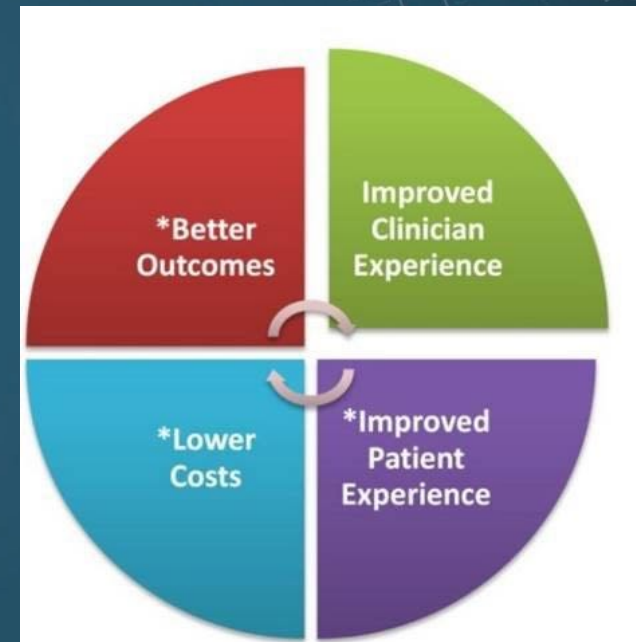 *Better
Outcomes
Improved
Clinician
Experience
*Lower
Costs
*Improved
Patient
Experience